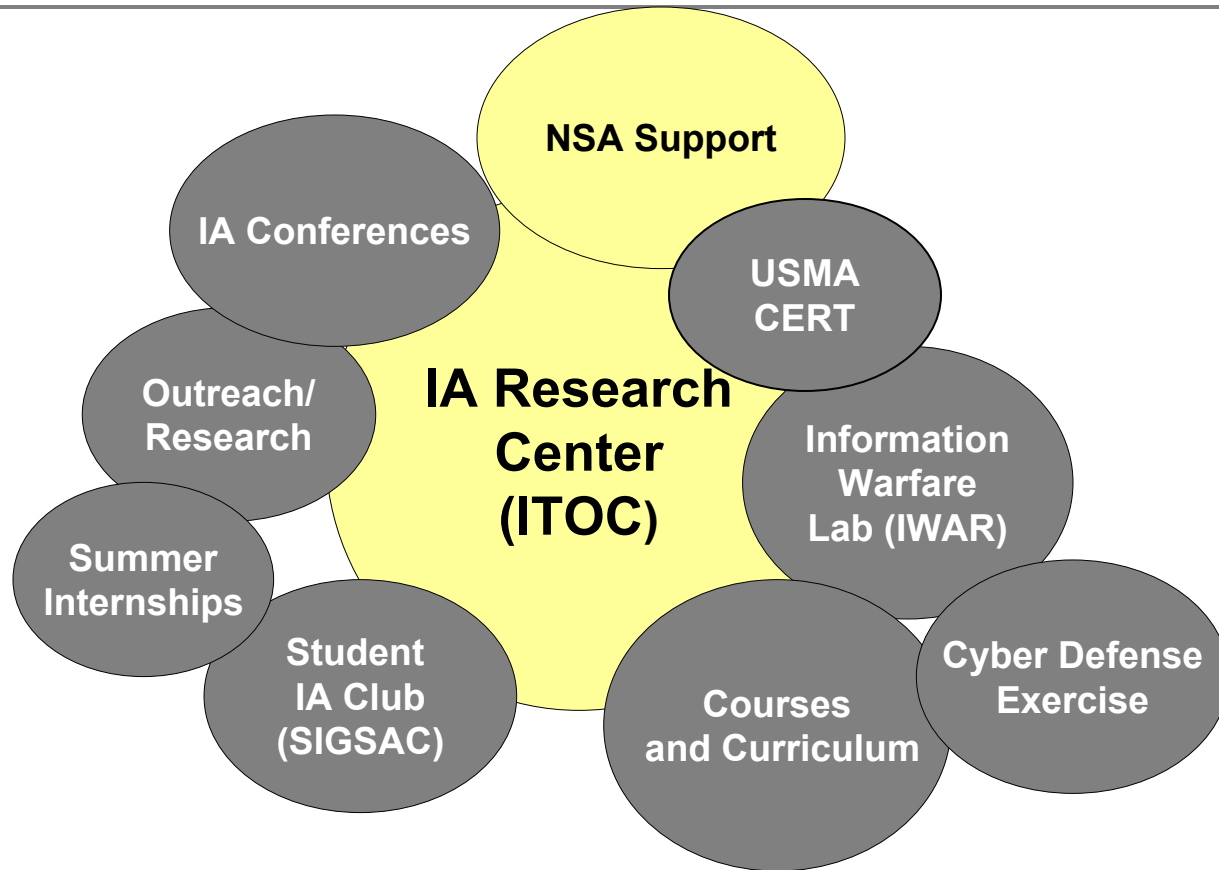 NSA Support
IA Conferences
USMA
CERT
IA Research
Center
(ITOC)
Outreach/
Research
Information
Warfare
Lab (IWAR)
Summer
Internships
Student
IA Club
(SIGSAC)
Courses
and Curriculum
Cyber Defense
Exercise